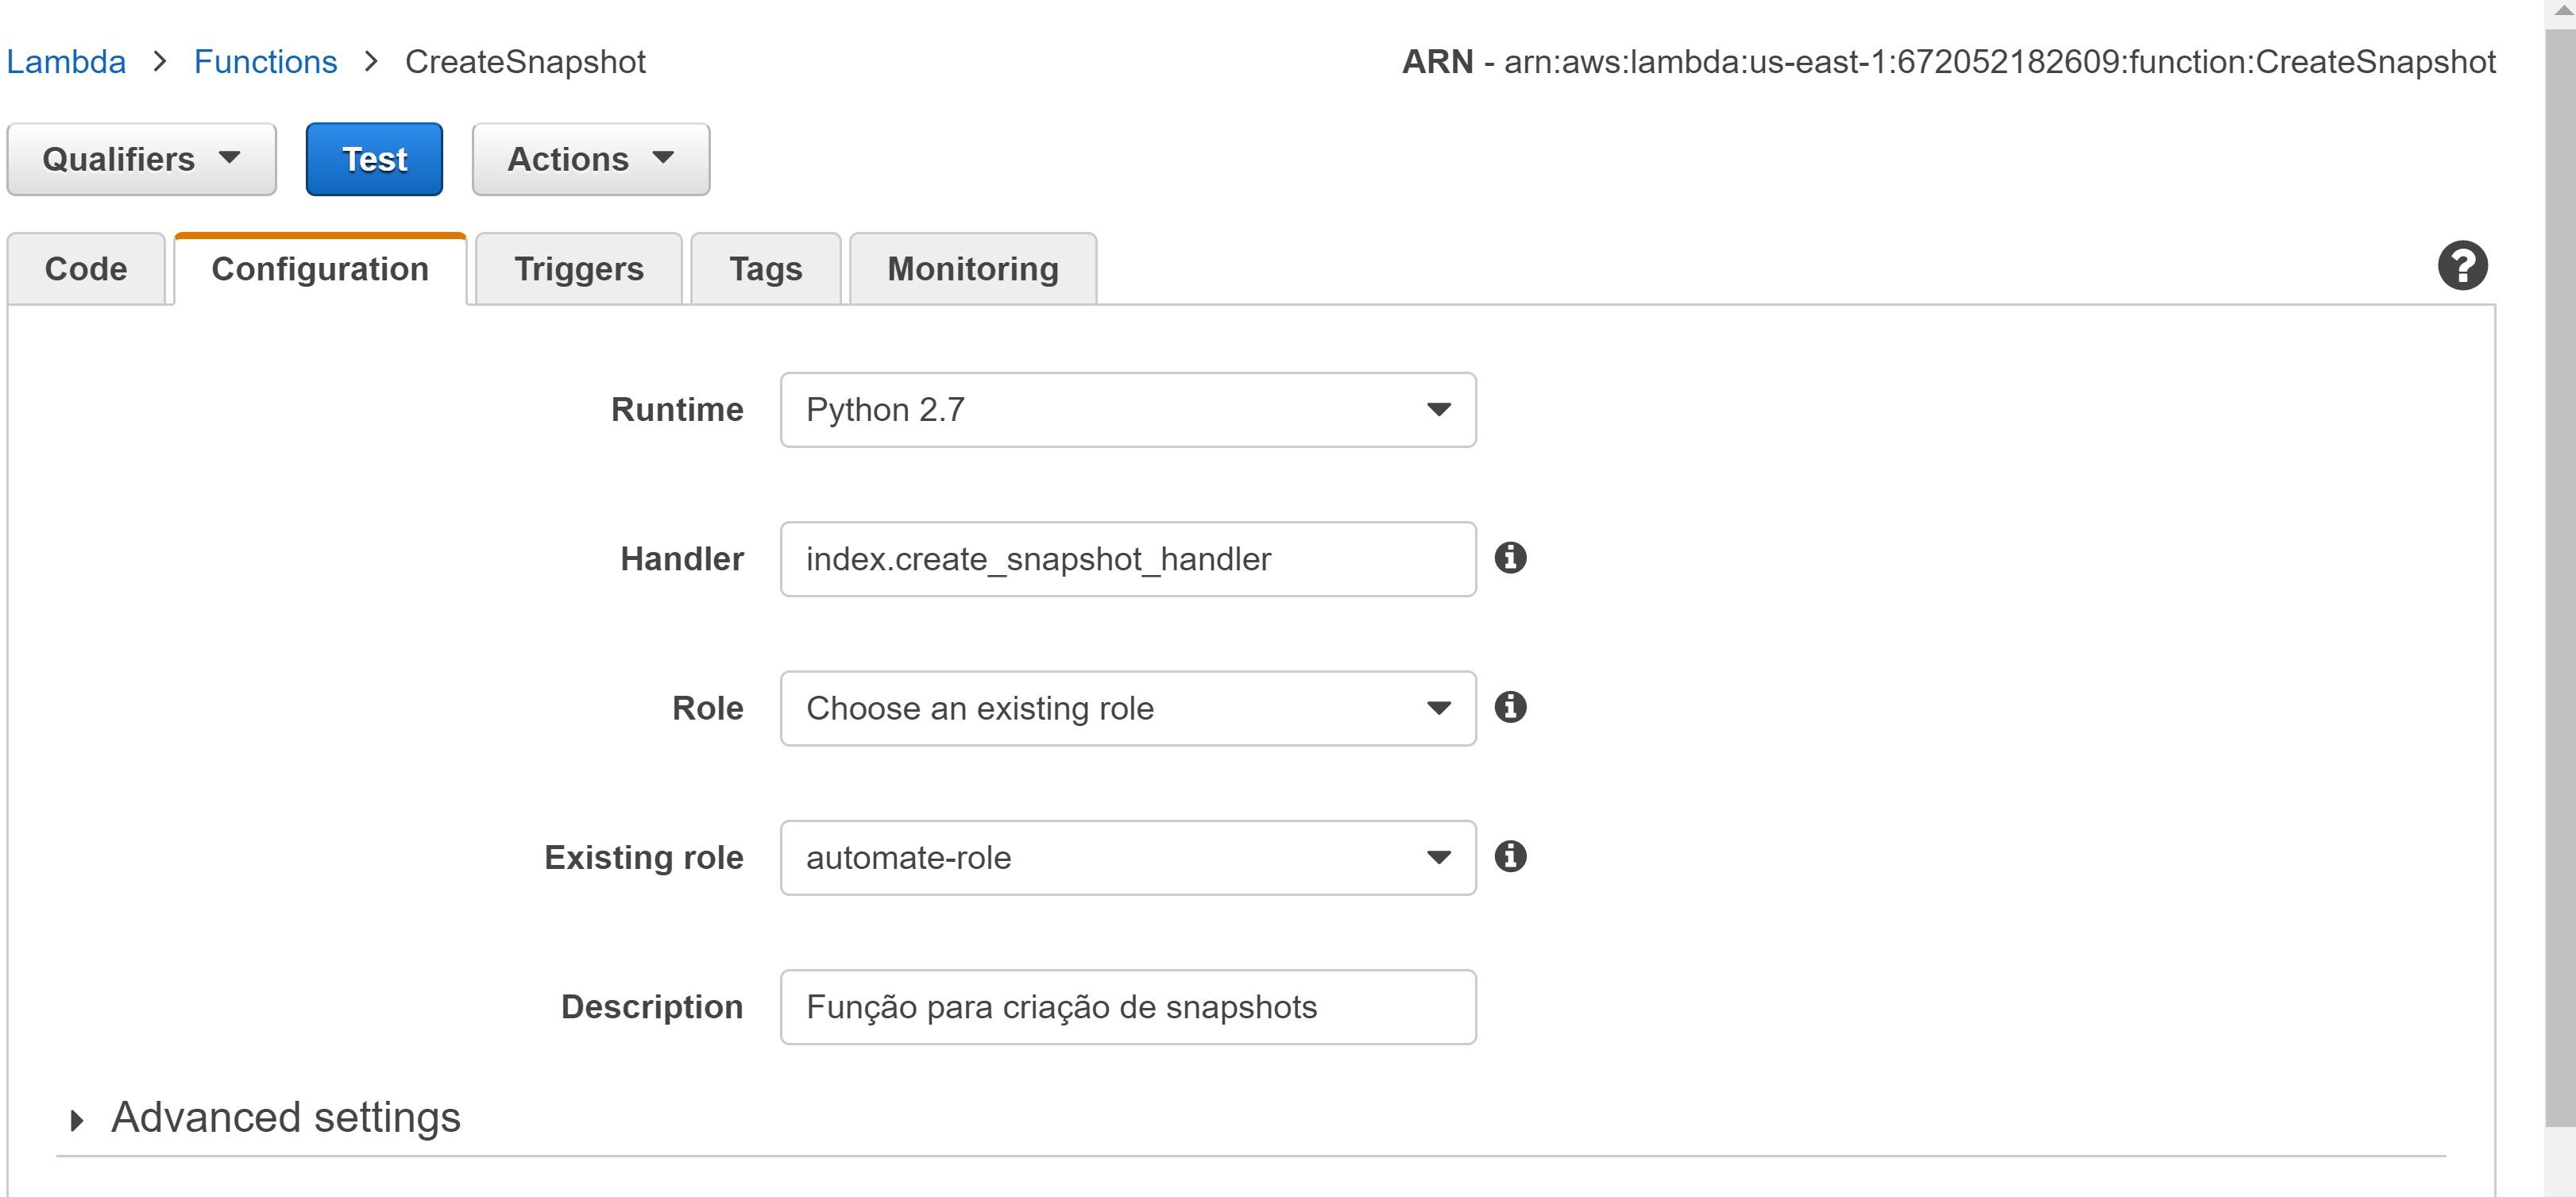 Lambda > Functions > CreateSnapshot ARN - arn:aws:lambda:us-east-1:672052182609:function:CreateSnapshot
Qualifiers Test Actions
Code Configuration Triggers Tags Monitoring
Runtime Python 2.7
Handler index.create_snapshot_handler
Role Choose an existing role
Existing role automate-role
Description Função para criação de snapshots
Advanced settings